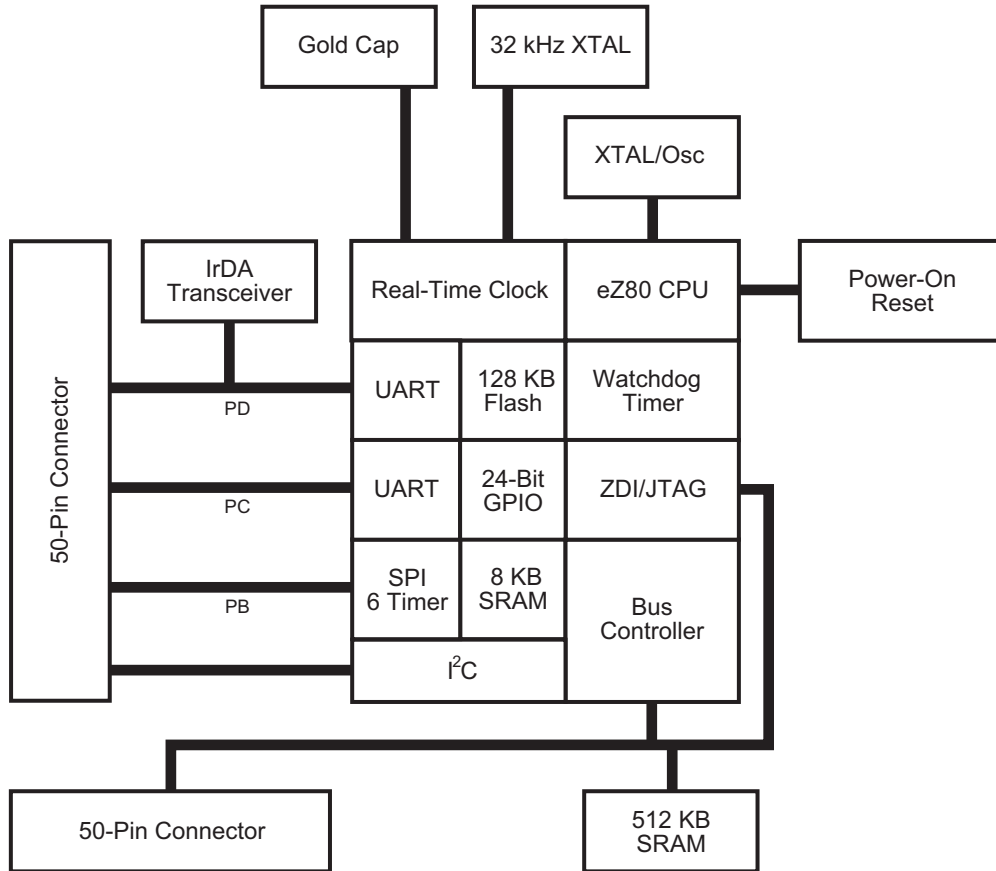 Gold Cap
32 kHz XTAL
XTAL/Osc
IrDA
Transceiver
Real-Time Clock
eZ80 CPU
Power-On
Reset
50-Pin Connector
PD
UART
128 KB
Flash
Watchdog
Timer
PC
UART
24-Bit
GPIO
ZDI/JTAG
PB
SPI
6 Timer
8 KB
SRAM
Bus
Controller
I²C
50-Pin Connector
512 KB
SRAM